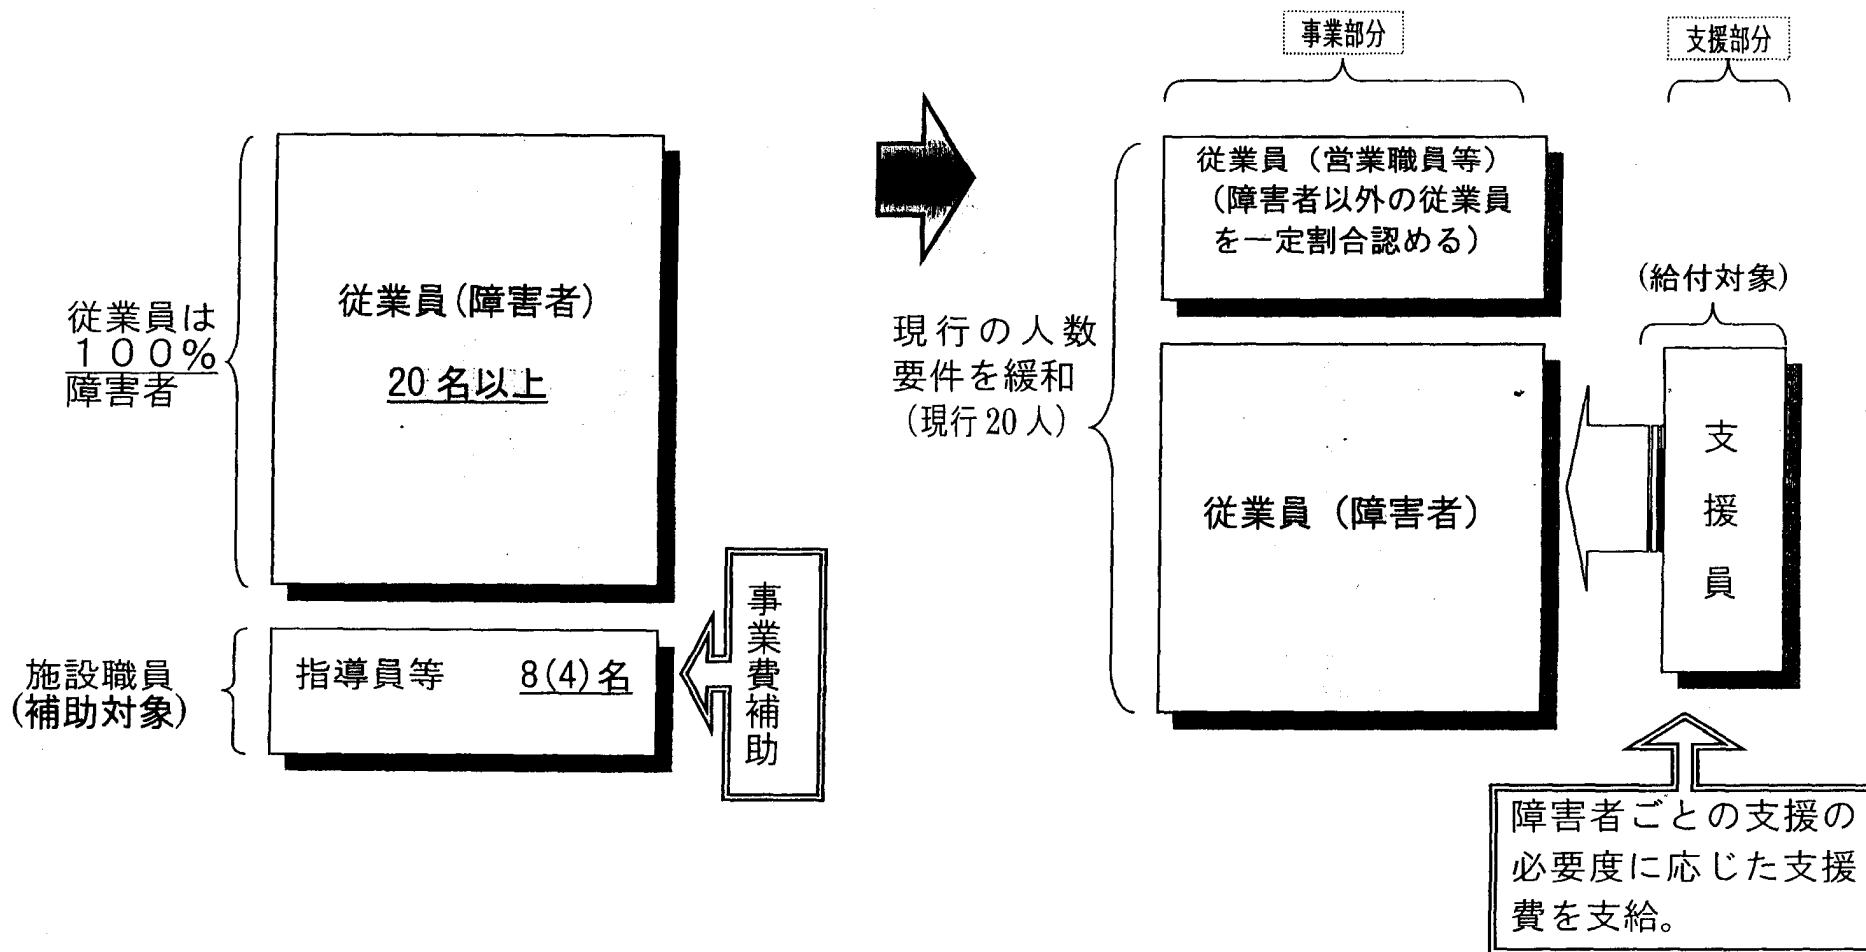 従業員は
１００%
障害者
従業員(障害者)
20名以上
施設職員
(補助対象)
指導員等 8(4)名
事業費補助
事業部分
支援部分
現行の人数
要件を緩和
(現行20人)
従業員（営業職員等）
（障害者以外の従業員
を一定割合認める）
従業員（障害者）
(給付対象)
支援員
障害者ごとの支援の
必要度に応じた支援
費を支給。